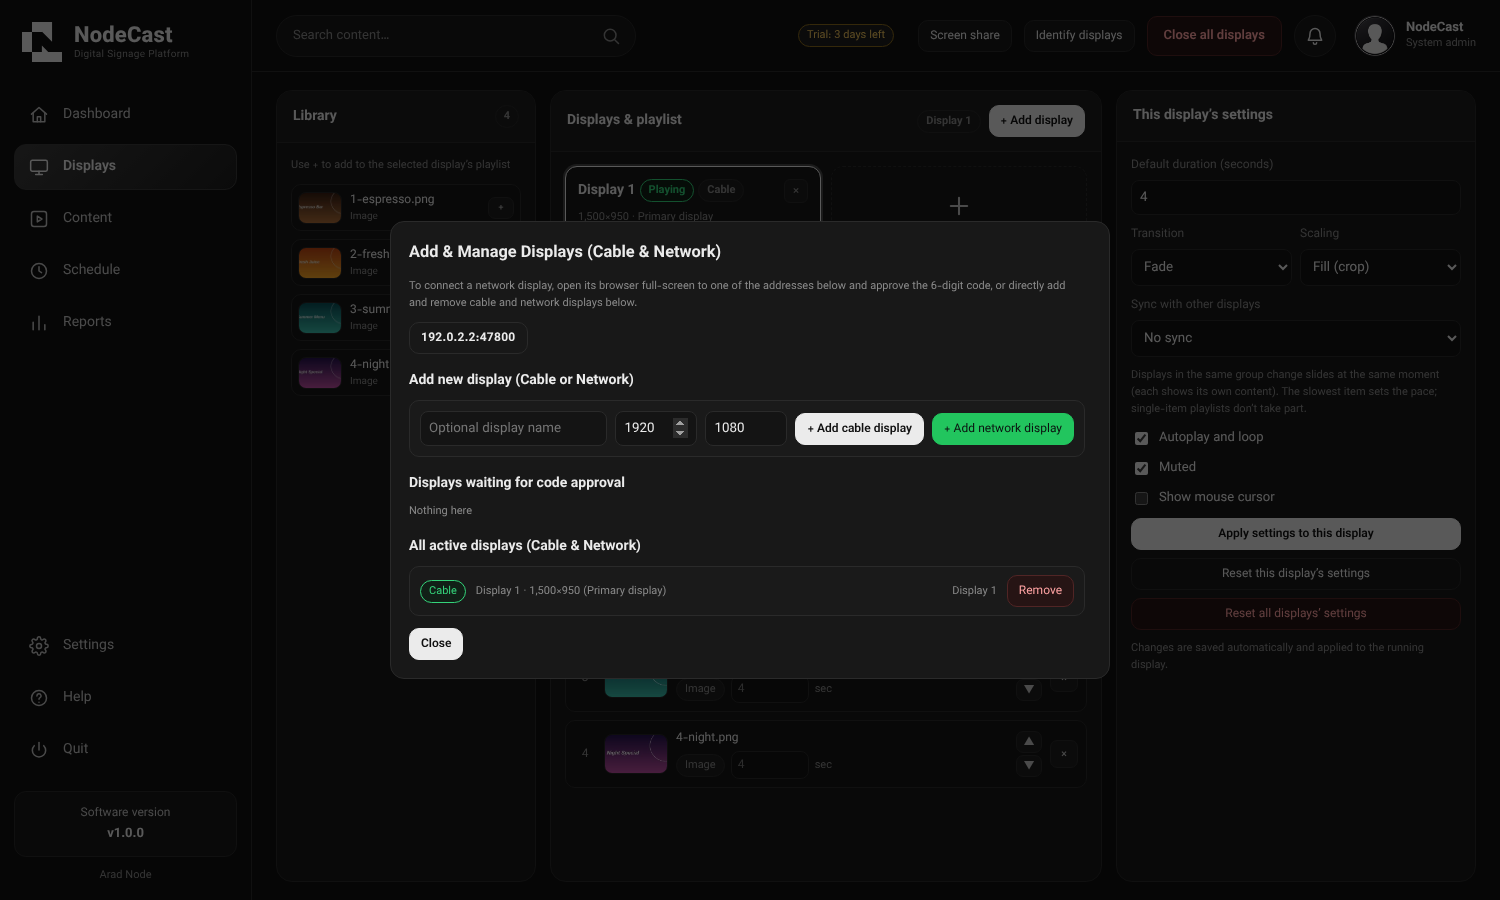 NodeCast
Digital Signage Platform
Search content...
Trial: 3 days left
Screen share
Identify displays
Close all displays
NodeCast
System admin
Dashboard
Displays
Content
Schedule
Reports
Settings
Help
Quit
Software version
v1.0.0
Arad Node
Library
4
Use + to add to the selected display's playlist
1-espresso.png
Image
+
2-fresh
Image
3-sum
Image
4-night
Image
Displays & playlist
Display 1
+ Add display
Display 1
Playing
Cable
×
1,500×950 · Primary display
Add & Manage Displays (Cable & Network)
To connect a network display, open its browser full-screen to one of the addresses below and approve the 6-digit code, or directly add
and remove cable and network displays below.
192.0.2.2:47800
Add new display (Cable or Network)
Optional display name
1920
1080
+ Add cable display
+ Add network display
Displays waiting for code approval
Nothing here
All active displays (Cable & Network)
Cable
Display 1 · 1,500×950 (Primary display)
Display 1
Remove
Close
Image
4
sec
4
Night Special
4-night.png
Image
4
sec
×
This display's settings
Default duration (seconds)
4
Transition
Scaling
Fade
Fill (crop)
Sync with other displays
No sync
Displays in the same group change slides at the same moment
(each shows its own content). The slowest item sets the pace;
single-item playlists don't take part.
Autoplay and loop
Muted
Show mouse cursor
Apply settings to this display
Reset this display's settings
Reset all displays' settings
Changes are saved automatically and applied to the running
display.